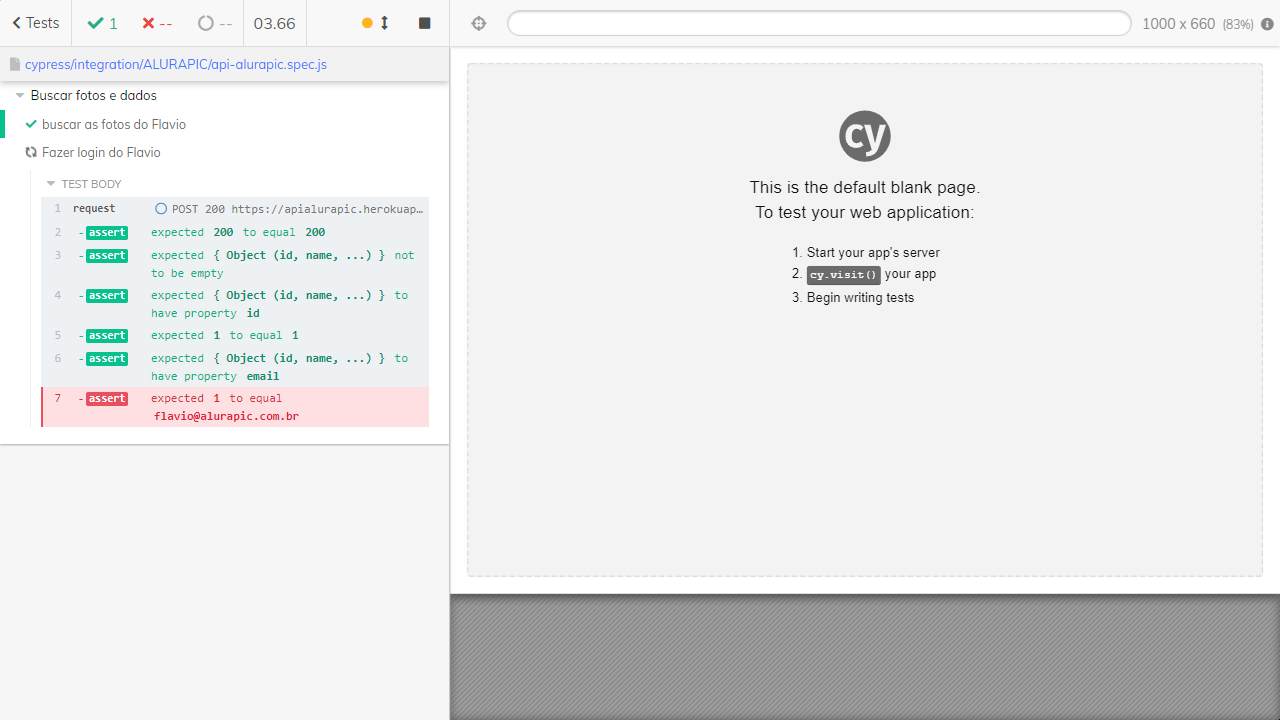 Tests
1
--
--
03.66
1000 x 660 (83%)
cypress/integration/ALURAPIC/api-alurapic.spec.js
Buscar fotos e dados
buscar as fotos do Flavio
Fazer login do Flavio
TEST BODY
1 request POST 200 https://apialurapic.herokuap…
2 -assert expected 200 to equal 200
3 -assert expected { Object (id, name, ...) } not
to be empty
4 -assert expected { Object (id, name, ...) } to
have property id
5 -assert expected 1 to equal 1
6 -assert expected { Object (id, name, ...) } to
have property email
7 -assert expected 1 to equal
flavio@alurapic.com.br
cy
This is the default blank page.
To test your web application:
1. Start your app's server
2. cy.visit() your app
3. Begin writing tests